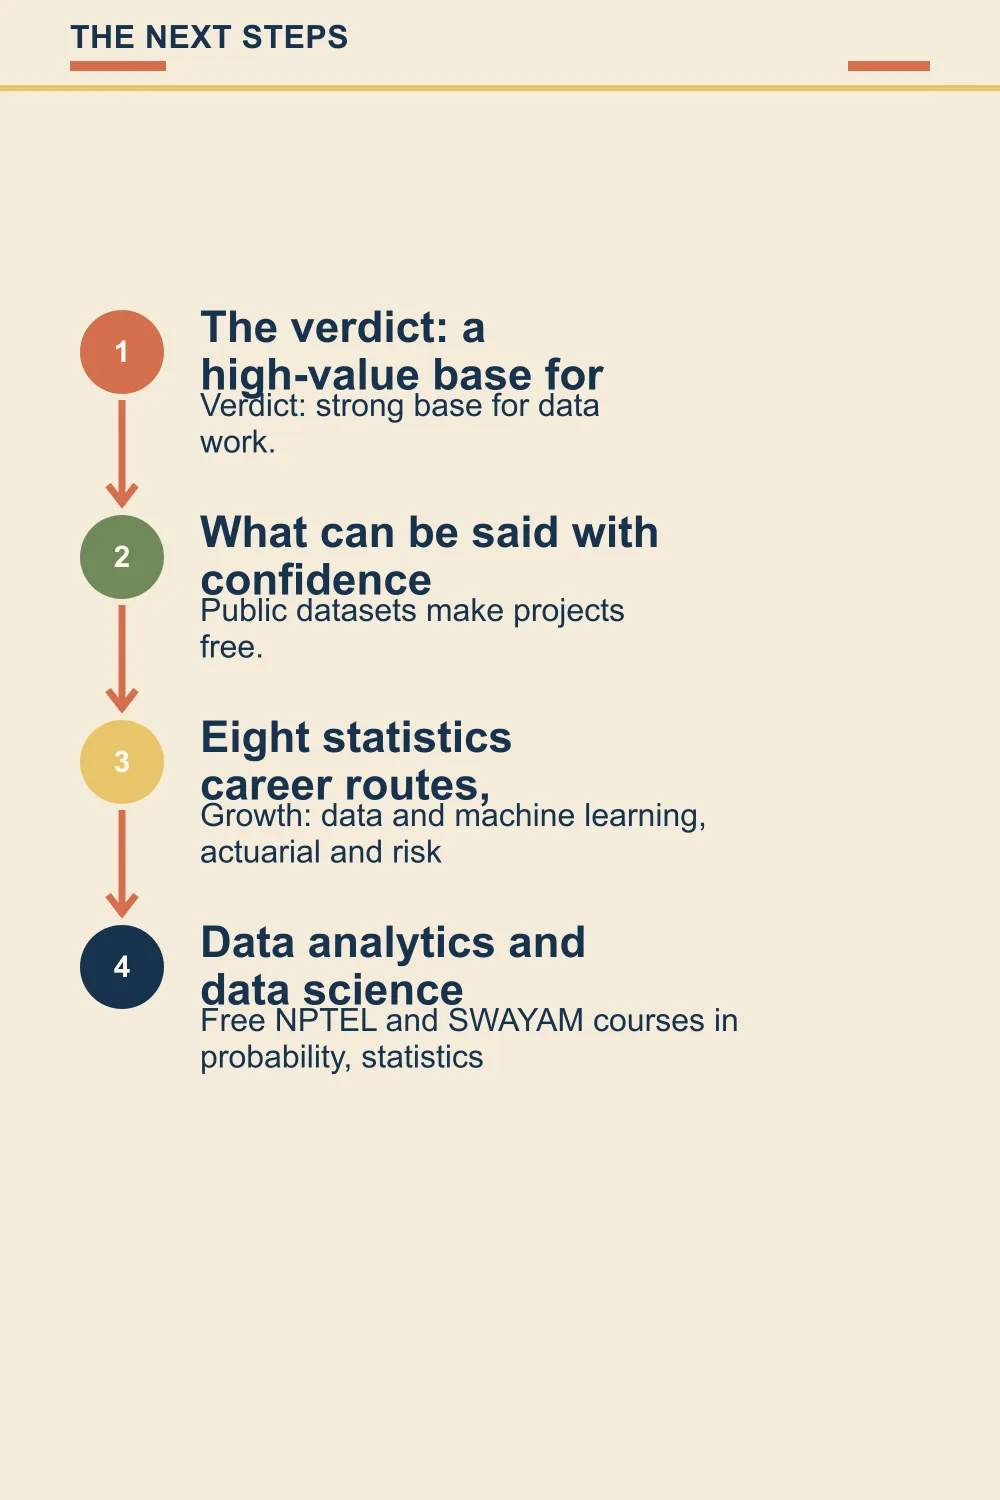 THE NEXT STEPS
1
The verdict: a
high-value base for
Verdict: strong base for data
work.
2
What can be said with
confidence
Public datasets make projects
free.
3
Eight statistics
career routes,
Growth: data and machine learning,
actuarial and risk
4
Data analytics and
data science
Free NPTEL and SWAYAM courses in
probability, statistics